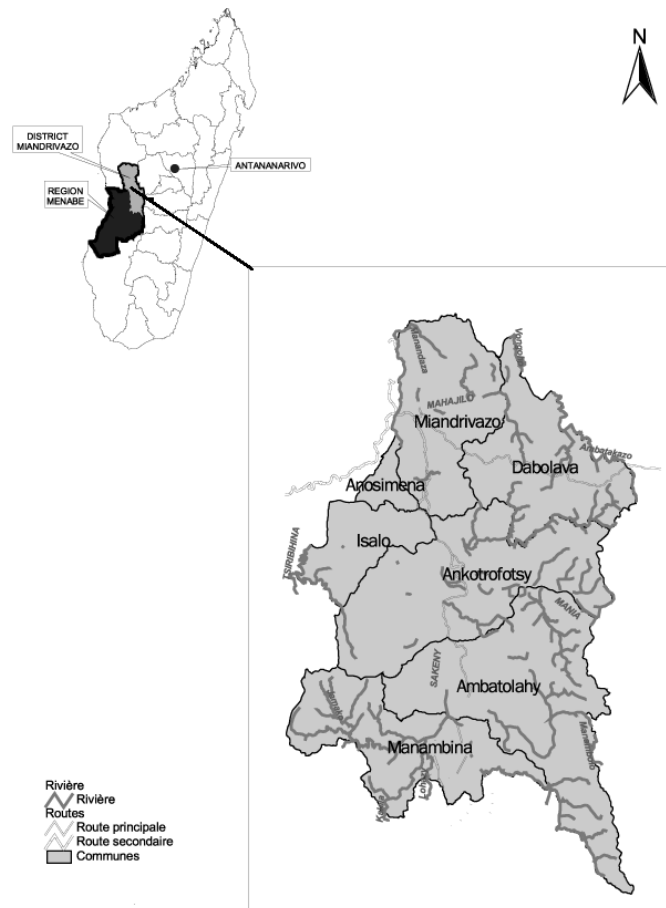 N
DISTRICT
MIANDRIVAZO
ANTANANARIVO
REGION
MENABE
Manandaza
MAHAJILO
Miandrivazo
Ambatakazo
Dabolava
Anosimena
Isalo
TSIRIBIHINA
Ankotrofotsy
MANIA
SAKENY
Ambatolahy
Manambina
Rivière
Rivière
Routes
Route principale
Route secondaire
Communes